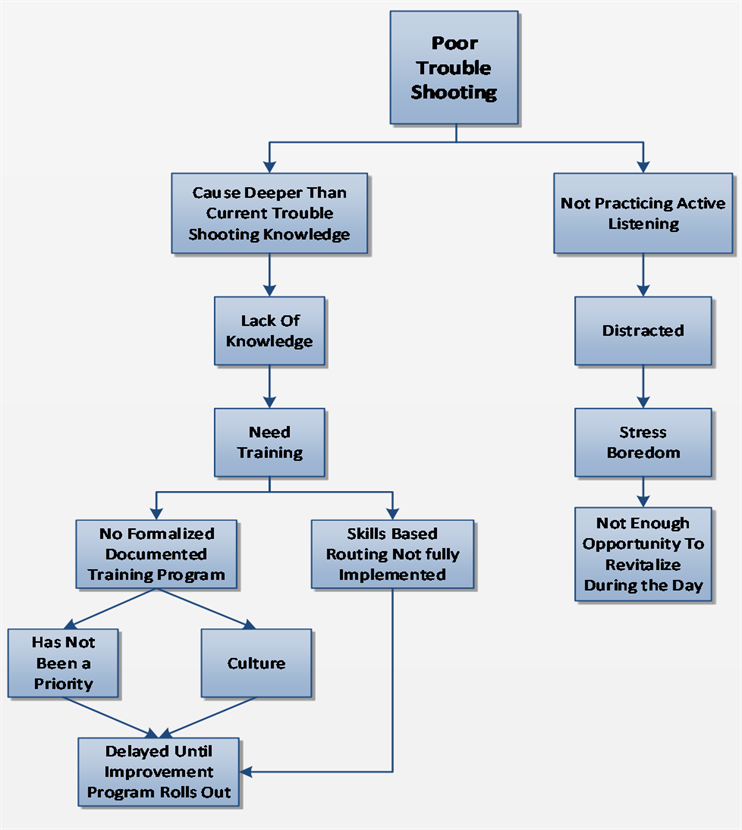 Poor
Trouble
Shooting
Cause Deeper Than
Current Trouble
Shooting Knowledge
Not Practicing Active
Listening
Lack Of
Knowledge
Distracted
Need
Training
Stress
Boredom
No Formalized
Documented
Training Program
Skills Based
Routing Not fully
Implemented
Not Enough
Opportunity To
Revitalize
During the Day
Has Not
Been a
Priority
Culture
Delayed Until
Improvement
Program Rolls Out